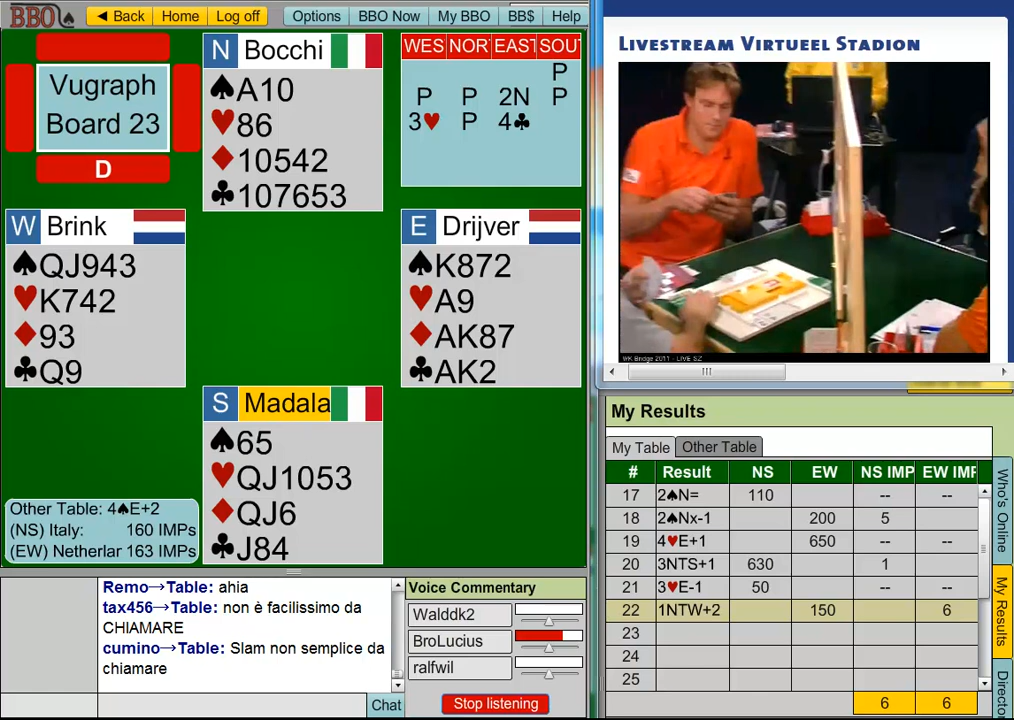 BBO ◄ Back Home Log off Options BBO Now My BBO BB$ Help
Vugraph
Board 23
D
N Bocchi
♠A10
♥86
♦10542
♣107653
WES NOR EAST SOU
P
P P 2N P
3♥ P 4♣
W Brink
♠QJ943
♥K742
♦93
♣Q9
E Drijver
♠K872
♥A9
♦AK87
♣AK2
S Madala
♠65
♥QJ1053
♦QJ6
♣J84
Other Table: 4♠E+2
(NS) Italy: 160 IMPs
(EW) Netherlar 163 IMPs
Remo→Table: ahia
tax456→Table: non è facilissimo da
CHIAMARE
cumino→Table: Slam non semplice da
chiamare
Chat
Voice Commentary
Walddk2
BroLucius
ralfwil
Stop listening
Livestream Virtueel Stadion
WK Bridge 2011 - LIVE SZ
My Results
My Table Other Table
# Result NS EW NS IMP EW IMF
17 2♠N= 110 -- --
18 2♠Nx-1 200 5
19 4♥E+1 650 -- --
20 3NTS+1 630 1
21 3♥E-1 50 -- --
22 1NTW+2 150 6
23
24
25
6 6
Who's Online
My Results
Director